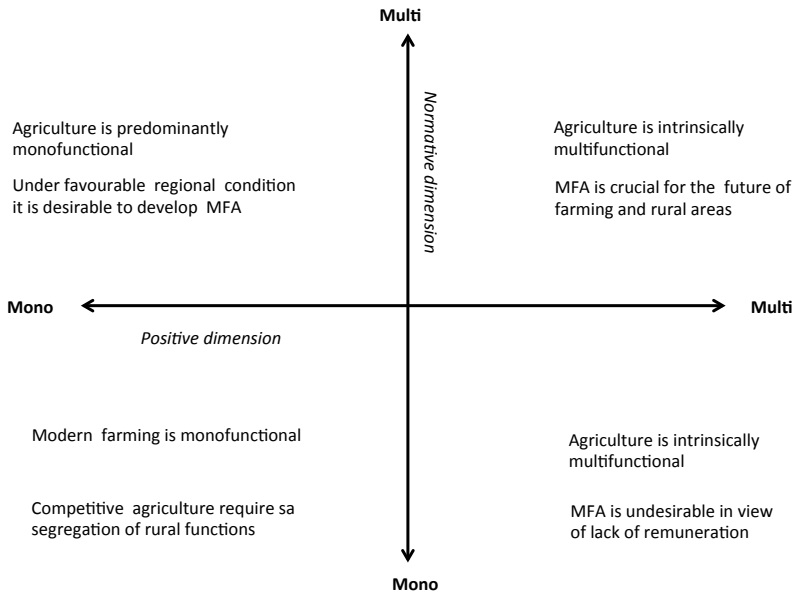 Multi
Normative dimension
Agriculture is predominantly
monofunctional
Under favourable regional condition
it is desirable to develop MFA
Agriculture is intrinsically
multifunctional
MFA is crucial for the future of
farming and rural areas
Mono
Multi
Positive dimension
Modern farming is monofunctional
Competitive agriculture require sa
segregation of rural functions
Agriculture is intrinsically
multifunctional
MFA is undesirable in view
of lack of remuneration
Mono